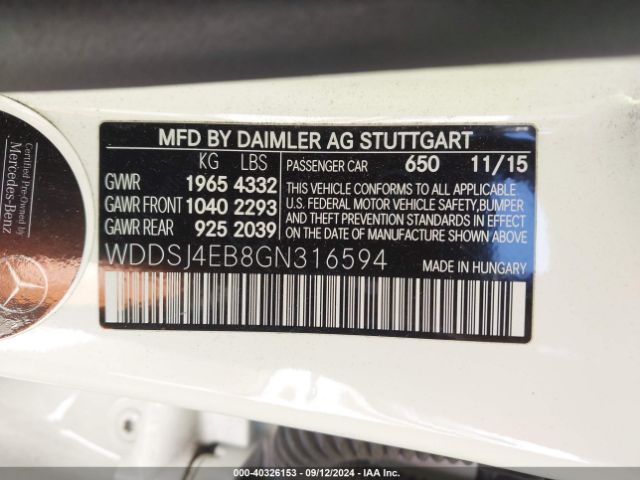 MFD BY DAIMLER AG STUTTGART
KG LBS
GVWR 1965 4332
GAWR FRONT 1040 2293
GAWR REAR 925 2039
PASSENGER CAR 650 11/15
THIS VEHICLE CONFORMS TO ALL APPLICABLE
U.S. FEDERAL MOTOR VEHICLE SAFETY, BUMPER
AND THEFT PREVENTION STANDARDS IN EFFECT
ON THE DATE OF MANUFACTURE SHOWN ABOVE
WDDSJ4EB8GN316594
MADE IN HUNGARY
Certified Pre-Owned
Mercedes-Benz
000-40326153 - 09/12/2024 - IAA Inc.